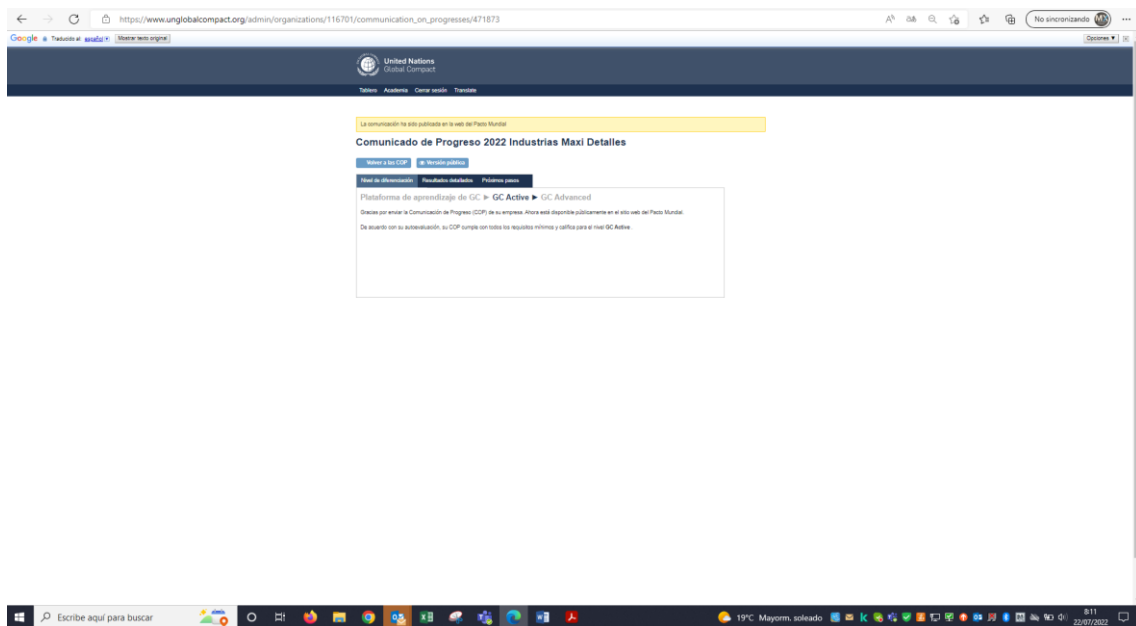 https://www.unglobalcompact.org/admin/organizations/116701/communication_on_progresses/471873
No sincronizando
Google Traducido al: español Mostrar texto original Opciones ▼
United Nations
Global Compact
Tablero Academia Cerrar sesión Translate
La comunicación ha sido publicada en la web del Pacto Mundial
Comunicado de Progreso 2022 Industrias Maxi Detalles
Volver a los COP Versión pública
Nivel de diferenciación Resultados detallados Próximos pasos
Plataforma de aprendizaje de GC ► GC Active ► GC Advanced
Gracias por enviar la Comunicación de Progreso (COP) de su empresa. Ahora está disponible públicamente en el sitio web del Pacto Mundial.
De acuerdo con su autoevaluación, su COP cumple con todos los requisitos mínimos y califica para el nivel GC Active .
Escribe aquí para buscar
19°C Mayorm. soleado
8:11
22/07/2022